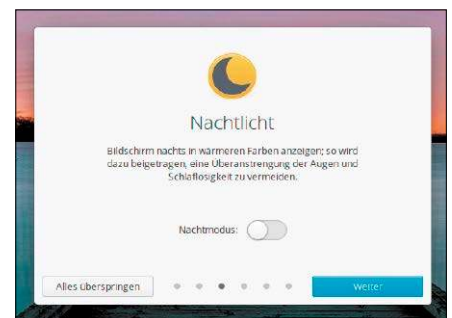 Nachtlicht
Bildschirm nachts in wärmeren Farben anzeigen; so wird
dazu beigetragen, eine Überanstrengung der Augen und
Schlaflosigkeit zu vermeiden.
Nachtmodus:
Alles überspringen
Weiter